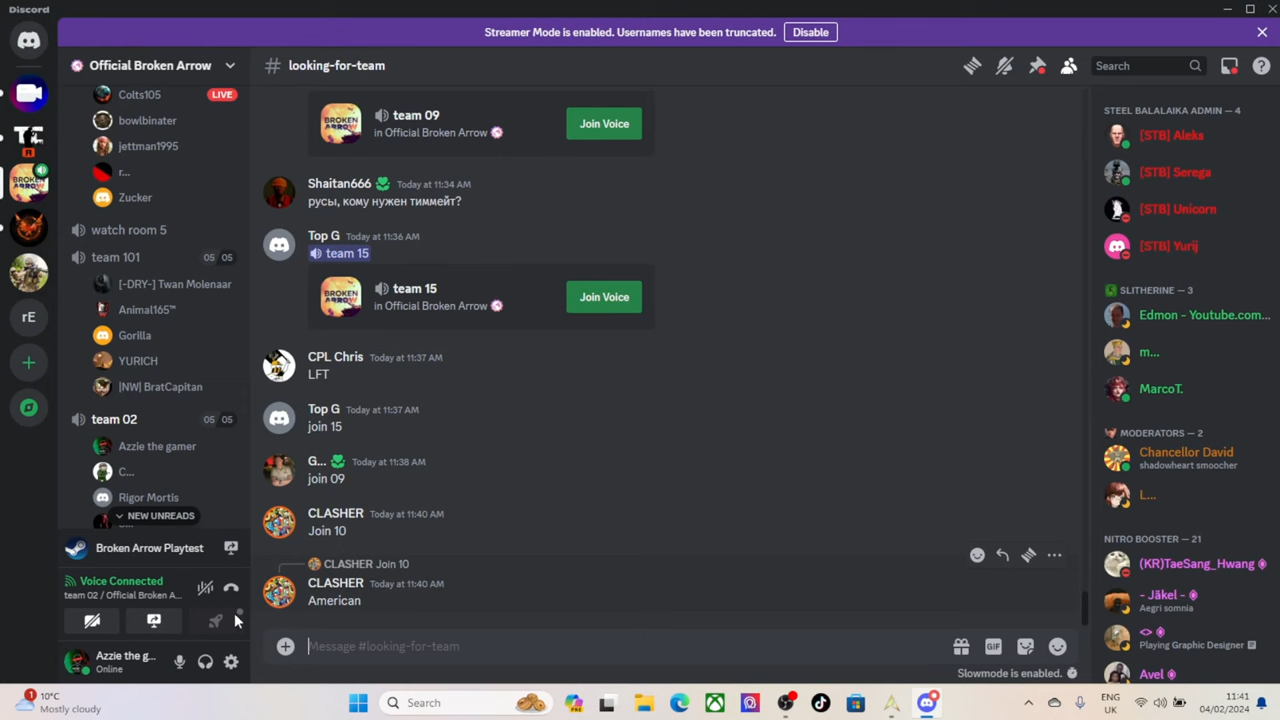 Discord
Streamer Mode is enabled. Usernames have been truncated.
Disable
Official Broken Arrow
looking-for-team
Search
Colts105
LIVE
bowlbinater
jettman1995
r...
Zucker
watch room 5
team 101
05 05
[-DRY-] Twan Molenaar
Animal165™
Gorilla
YURICH
|NW| BratCapitan
team 02
05 05
Azzie the gamer
C...
Rigor Mortis
NEW UNREADS
Broken Arrow Playtest
Voice Connected
team 02 / Official Broken A...
Azzie the g...
Online
rE
BROKEN ARROW
team 09
in Official Broken Arrow
Join Voice
Shaitan666 Today at 11:34 AM
русы, кому нужен тиммейт?
Top G Today at 11:36 AM
team 15
BROKEN ARROW
team 15
in Official Broken Arrow
Join Voice
CPL Chris Today at 11:37 AM
LFT
Top G Today at 11:37 AM
join 15
G... Today at 11:38 AM
join 09
CLASHER Today at 11:40 AM
Join 10
CLASHER Join 10
CLASHER Today at 11:40 AM
American
Message #looking-for-team
GIF
Slowmode is enabled.
STEEL BALALAIKA ADMIN — 4
[STB] Aleks
[STB] Serega
[STB] Unicorn
[STB] Yurij
SLITHERINE — 3
Edmon - Youtube.com...
m...
MarcoT.
MODERATORS — 2
Chancellor David
shadowheart smoocher
L...
NITRO BOOSTER — 21
(KR)TaeSang_Hwang
- Jäkel -
Aegri somnia
<>
Playing Graphic Designer
Avel
1
10°C
Mostly cloudy
Search
PRE
ENG
UK
11:41
04/02/2024